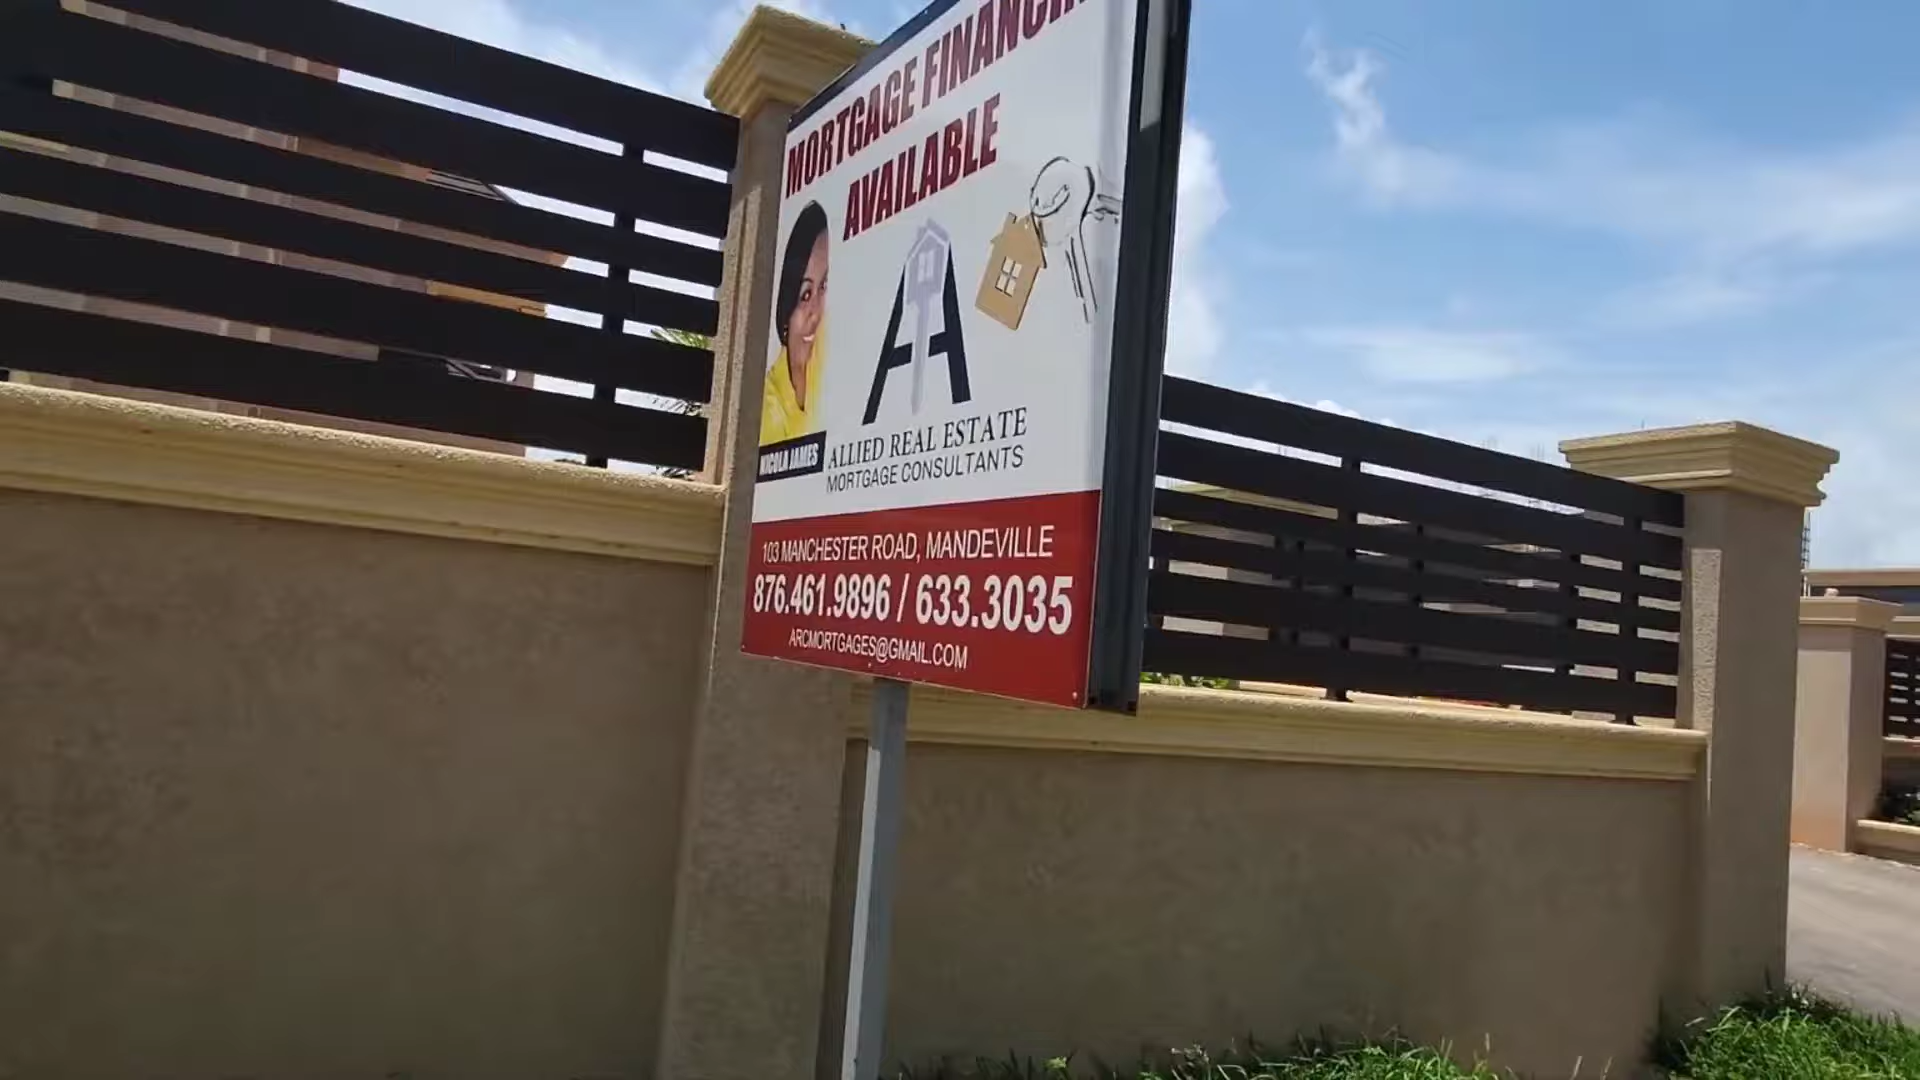 MORTGAGE FINANCI
AVAILABLE
NICOLA JAMES
ALLIED REAL ESTATE
MORTGAGE CONSULTANTS
103 MANCHESTER ROAD, MANDEVILLE
876.461.9896 / 633.3035
ARCMORTGAGES@GMAIL.COM